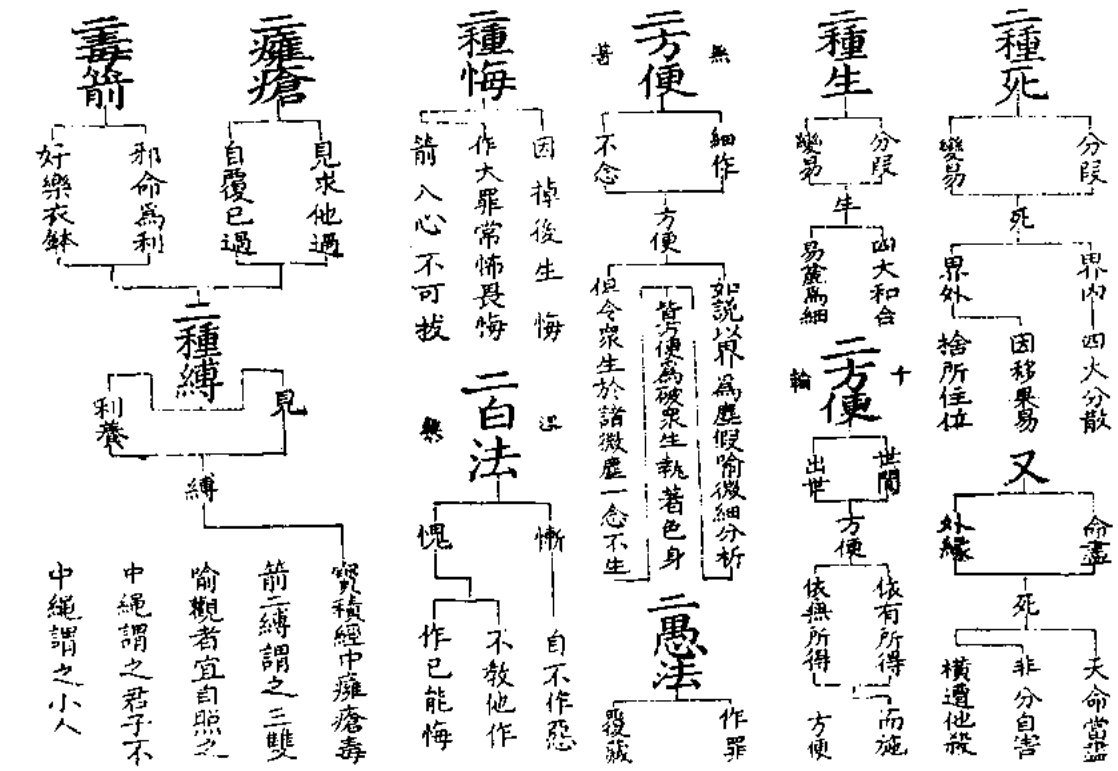 二種死
分段
變易
死
界內
四大分散
界外
因移果易
捨所住位
又
命盡
外緣
死
天命當盡
非分自害
橫遭他殺
二種生
分段
變易
生
四大和合
易麁為細
十
二方便
輪
世間
出世
方便
依有所得
依無所得
而施
方便
無
二方便
著
細作
不念
方便
如說以界為塵假喻微細分析
皆方便為破衆生執著色身
但令衆生於諸微塵一念不生
二愚法
作罪
覆藏
二種悔
因掉後生悔
作大罪常怖畏悔
箭入心不可拔
二白法
無
慚
愧
自不作惡
不教他作
作已能悔
二癰瘡
見求他過
自覆已過
二毒箭
邪命為利
好樂衣鉢
二種縛
見
利養
縛
寶積經中癰瘡毒
箭二縛謂之三雙
喻觀者宜自照之
中繩謂之君子不
中繩謂之小人